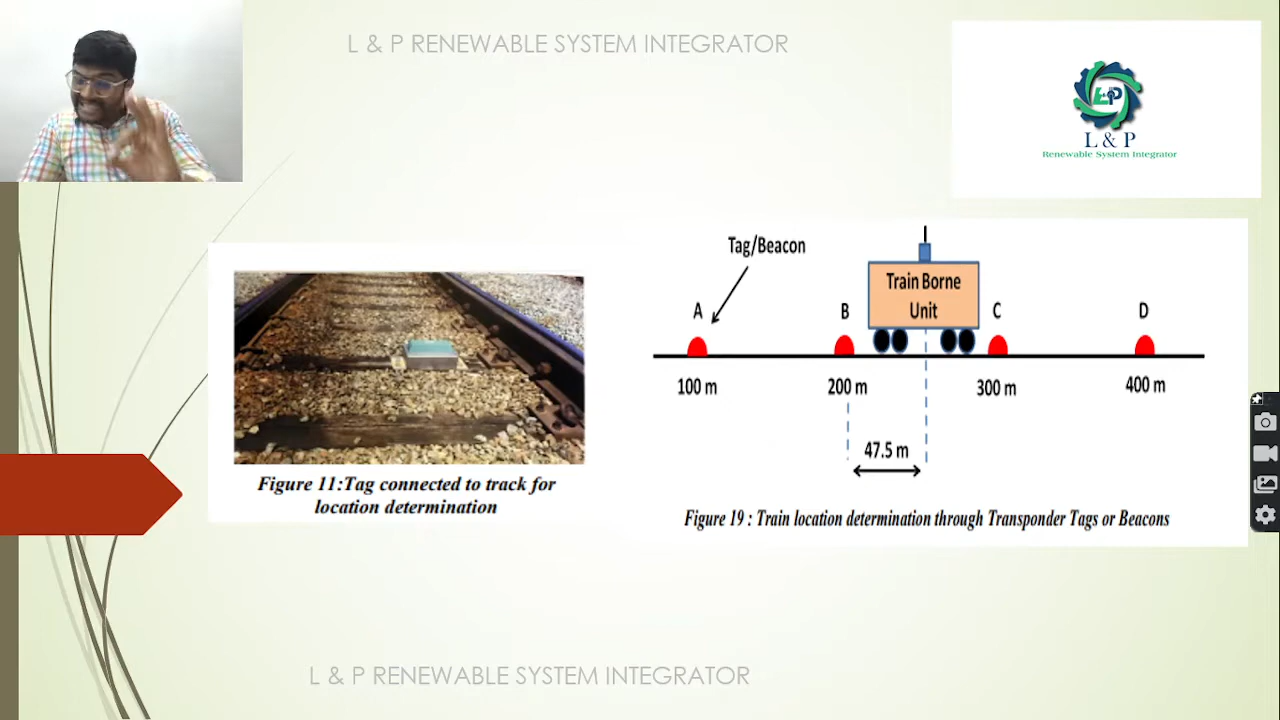 L & P RENEWABLE SYSTEM INTEGRATOR
LEP
L & P
Renewable System Integrator
Tag/Beacon
Train Borne
Unit
A
B
C
D
100 m
200 m
300 m
400 m
47.5 m
Figure 11:Tag connected to track for
location determination
Figure 19 : Train location determination through Transponder Tags or Beacons
L & P RENEWABLE SYSTEM INTEGRATOR